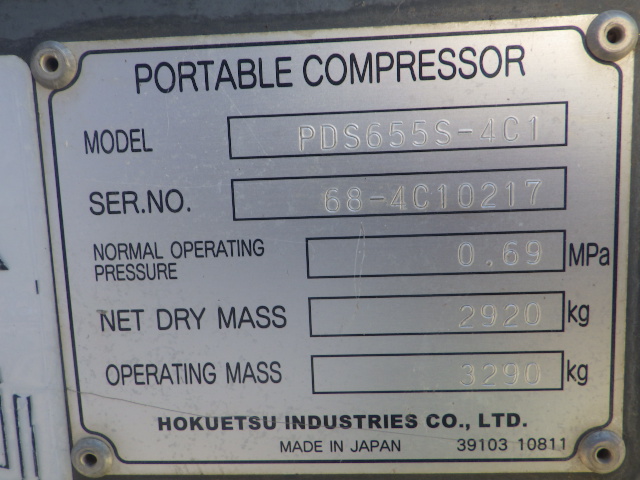 PORTABLE COMPRESSOR
MODEL PDS655S-4C1
SER.NO. 68-4C10217
NORMAL OPERATING
PRESSURE 0.69 MPa
NET DRY MASS 2920 kg
OPERATING MASS 3290 kg
HOKUETSU INDUSTRIES CO., LTD.
MADE IN JAPAN 39103 10811